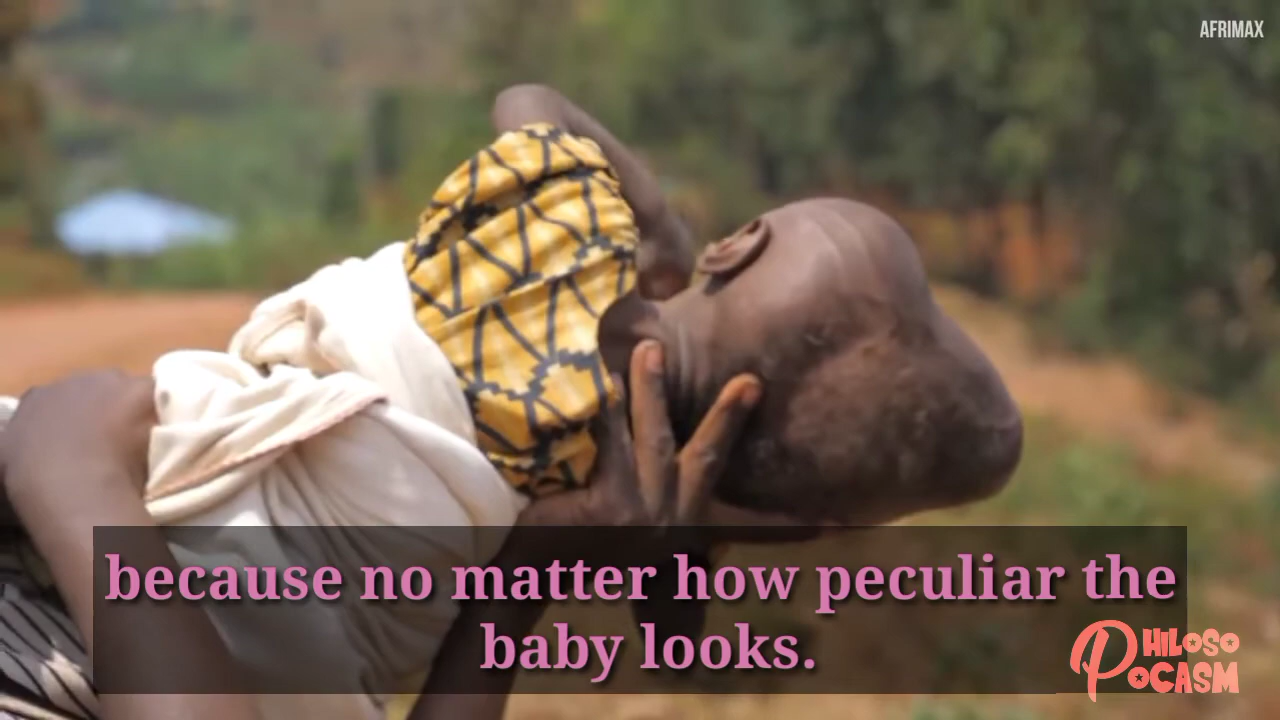 AFRIMAX
because no matter how peculiar the
baby looks.
PHILOSO
POCASM